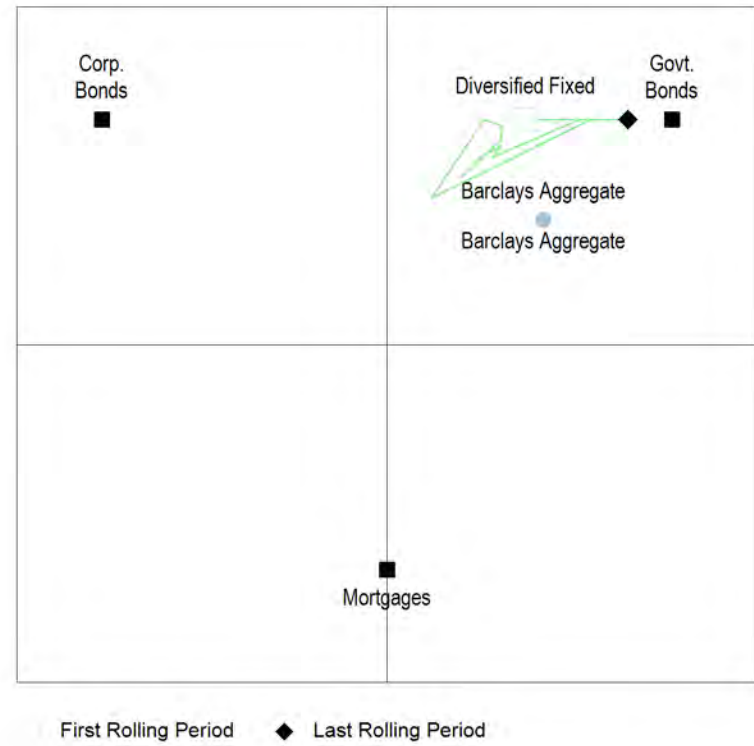 Corp.
Bonds
Diversified Fixed
Govt.
Bonds
Barclays Aggregate
Barclays Aggregate
Mortgages
First Rolling Period
Last Rolling Period